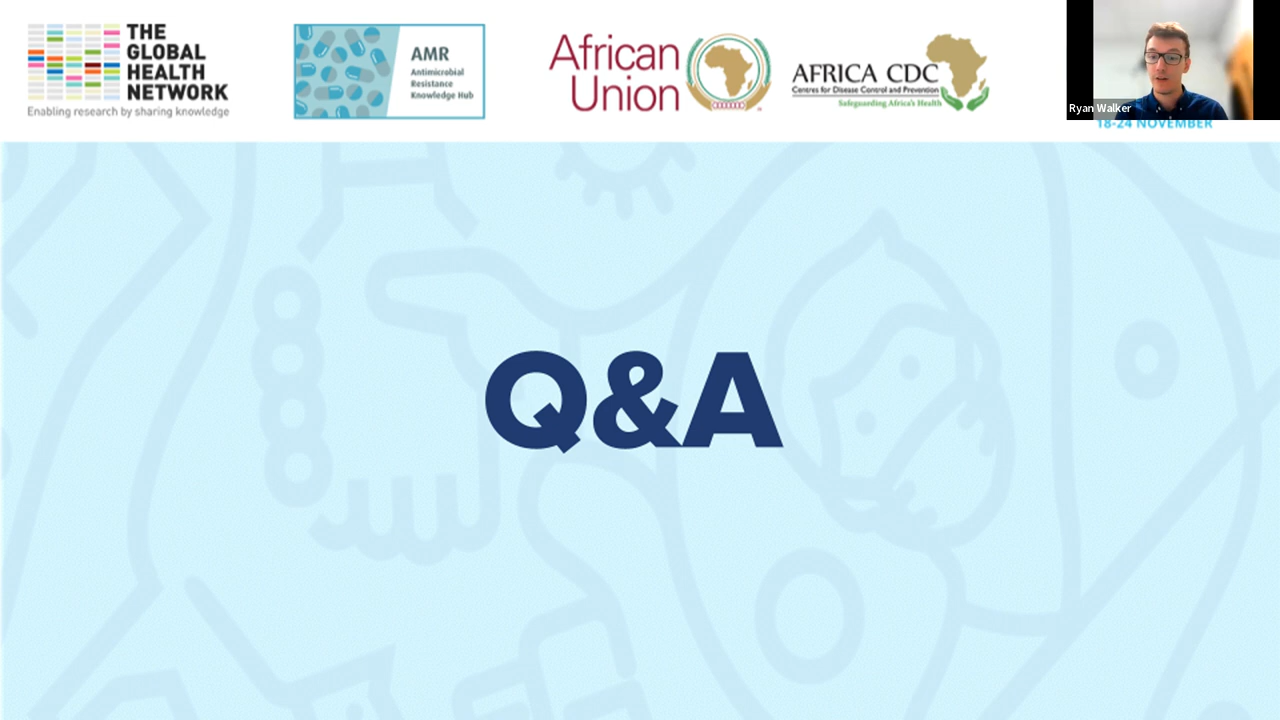 THE
GLOBAL
HEALTH
NETWORK
Enabling research by sharing knowledge
AMR
Antimicrobial
Resistance
Knowledge Hub
African
Union
AFRICA CDC
Centres for Disease Control and Prevention
Safeguarding Africa's Health
Ryan Walker
18-24 NOVEMBER
Q&A